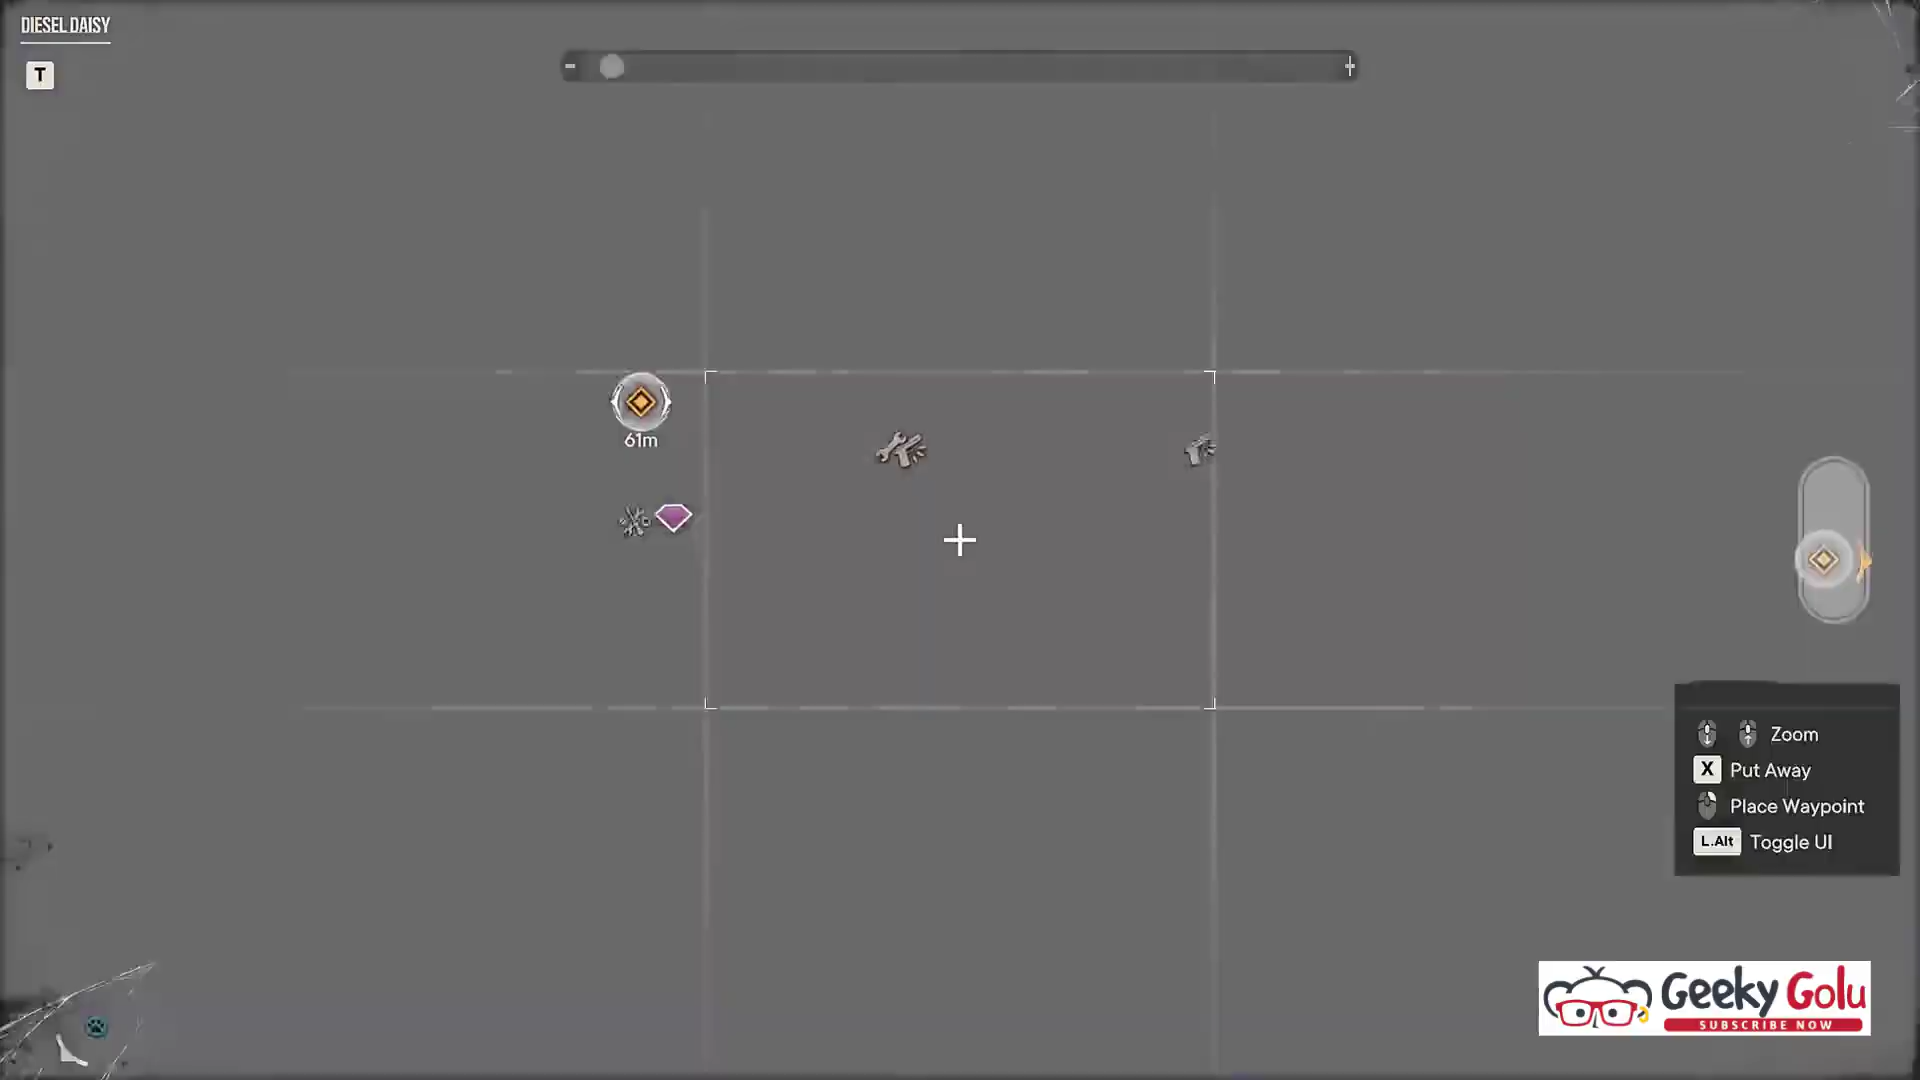 DIESEL DAISY
T
61m
Zoom
X Put Away
Place Waypoint
L.Alt Toggle UI
Geeky Golu
SUBSCRIBE NOW